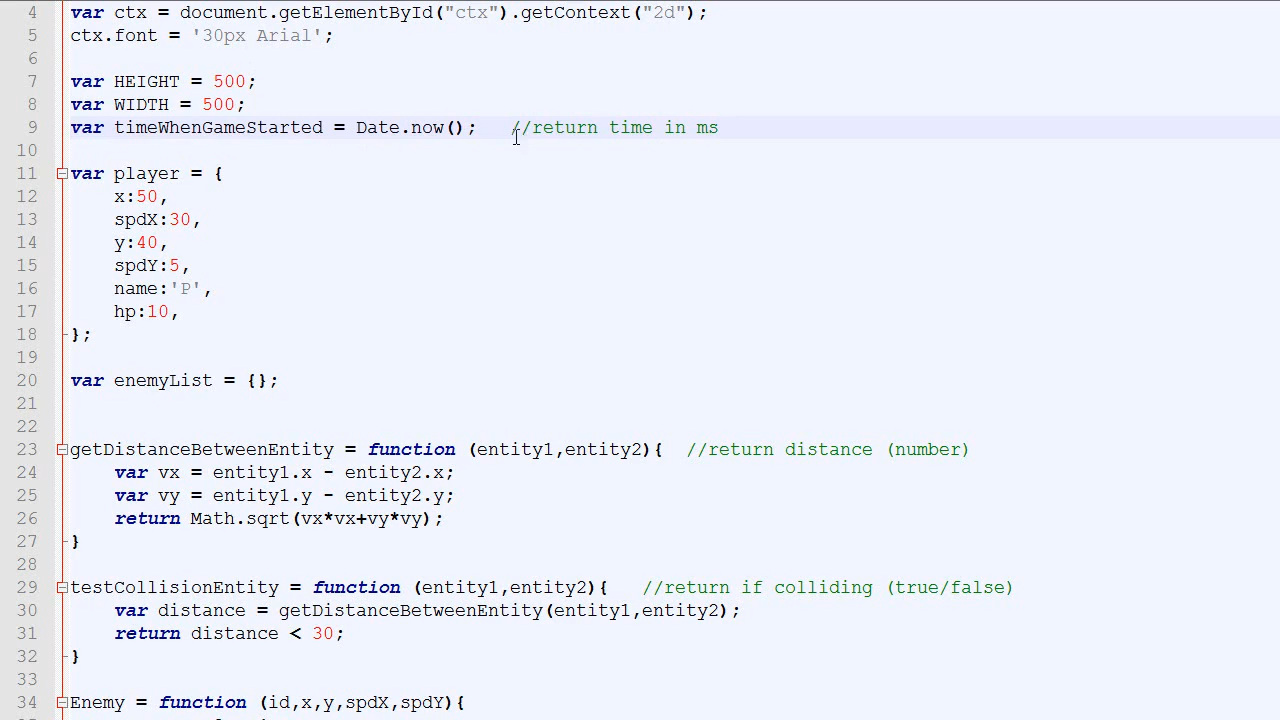 4 var ctx = document.getElementById("ctx").getContext("2d");
5 ctx.font = '30px Arial';
6
7 var HEIGHT = 500;
8 var WIDTH = 500;
9 var timeWhenGameStarted = Date.now();   //return time in ms
10
11 var player = {
12     x:50,
13     spdX:30,
14     y:40,
15     spdY:5,
16     name:'P',
17     hp:10,
18 };
19
20 var enemyList = {};
21
22
23 getDistanceBetweenEntity = function (entity1,entity2){  //return distance (number)
24     var vx = entity1.x - entity2.x;
25     var vy = entity1.y - entity2.y;
26     return Math.sqrt(vx*vx+vy*vy);
27 }
28
29 testCollisionEntity = function (entity1,entity2){   //return if colliding (true/false)
30     var distance = getDistanceBetweenEntity(entity1,entity2);
31     return distance < 30;
32 }
33
34 Enemy = function (id,x,y,spdX,spdY){